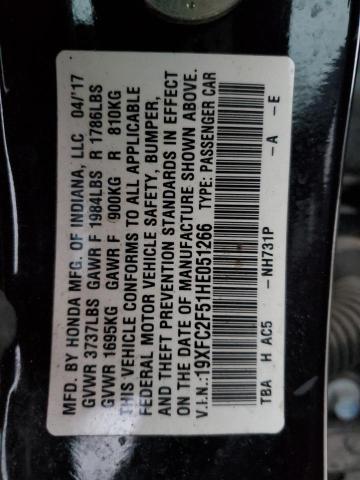 MFD. BY HONDA MFG. OF INDIANA, LLC 04/'17
GVWR 3737LBS GAWR F 1984LBS R 1786LBS
GVWR 1695KG GAWR F 900KG R 810KG
THIS VEHICLE CONFORMS TO ALL APPLICABLE
FEDERAL MOTOR VEHICLE SAFETY, BUMPER,
AND THEFT PREVENTION STANDARDS IN EFFECT
ON THE DATE OF MANUFACTURE SHOWN ABOVE.
V.I.N.:19XFC2F51HE051266 TYPE: PASSENGER CAR
TBA H AC5 -NH731P -A -E